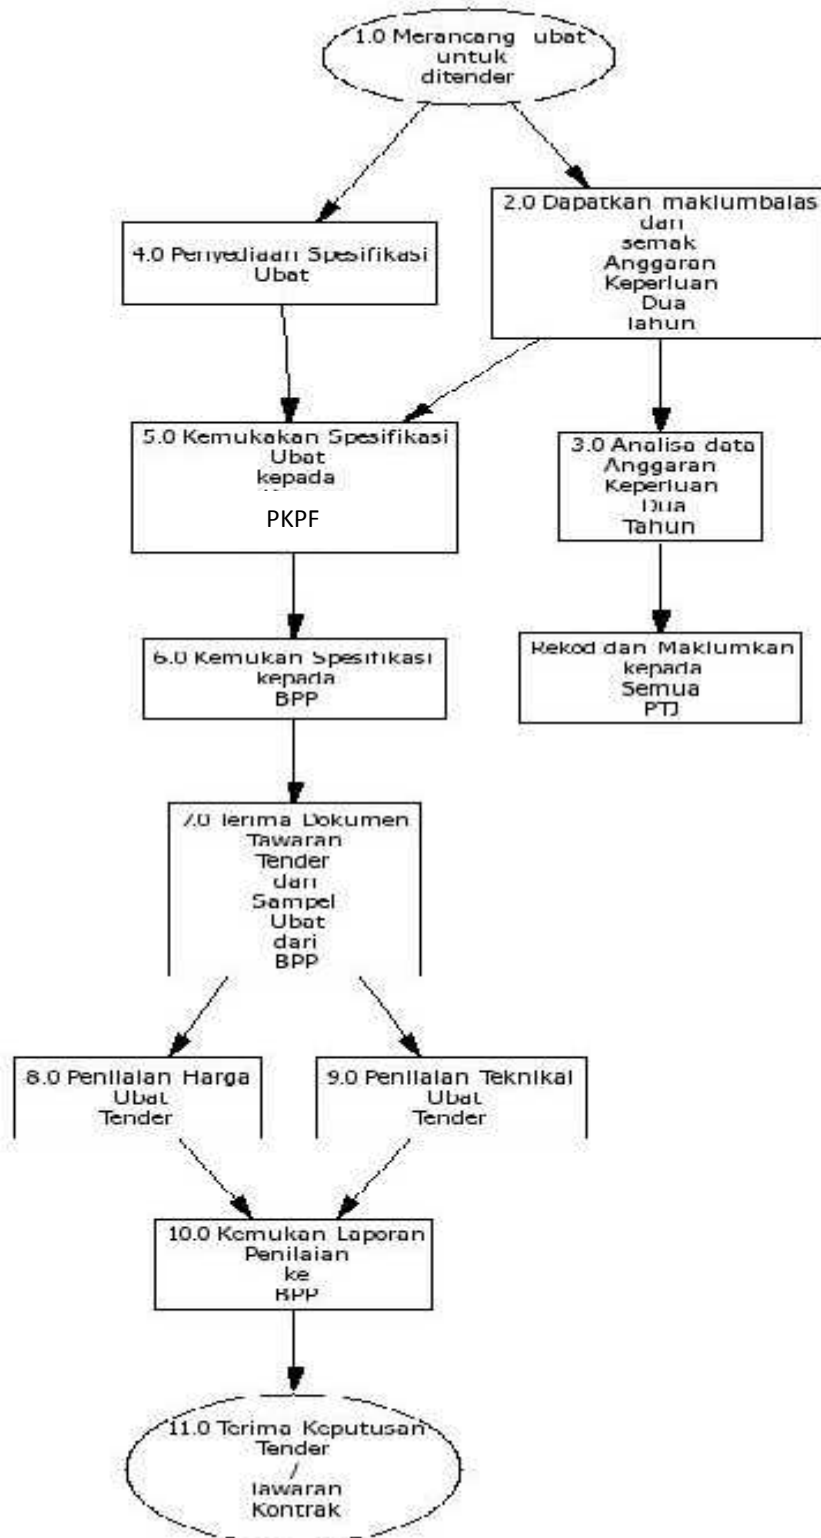 1.0 Merancang ubat
untuk
ditender
2.0 Dapatkan maklumbalas
dan
semak
Anggaran
Keperluan
Dua
Tahun
4.0 Penyediaan Spesifikasi
Ubat
5.0 Kemukakan Spesifikasi
Ubat
kepada
PKPF
3.0 Analisa data
Anggaran
Keperluan
Dua
Tahun
6.0 Kemukan Spesifikasi
kepada
BPP
Rekod dan Maklumkan
kepada
Semua
PTJ
7.0 Terima Dokumen
Tawaran
Tender
dan
Sampel
Ubat
dari
BPP
8.0 Penilaian Harga
Ubat
Tender
9.0 Penilaian Teknikal
Ubat
Tender
10.0 Kemukan Laporan
Penilaian
ke
BPP
11.0 Terima Keputusan
Tender
/
Tawaran
Kontrak